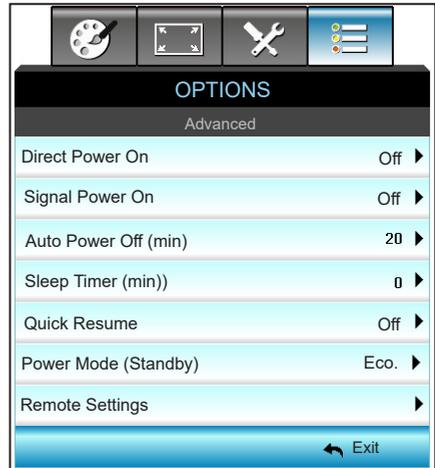 OPTIONS
Advanced
Direct Power On Off
Signal Power On Off
Auto Power Off (min) 20
Sleep Timer (min)) 0
Quick Resume Off
Power Mode (Standby) Eco.
Remote Settings
Exit